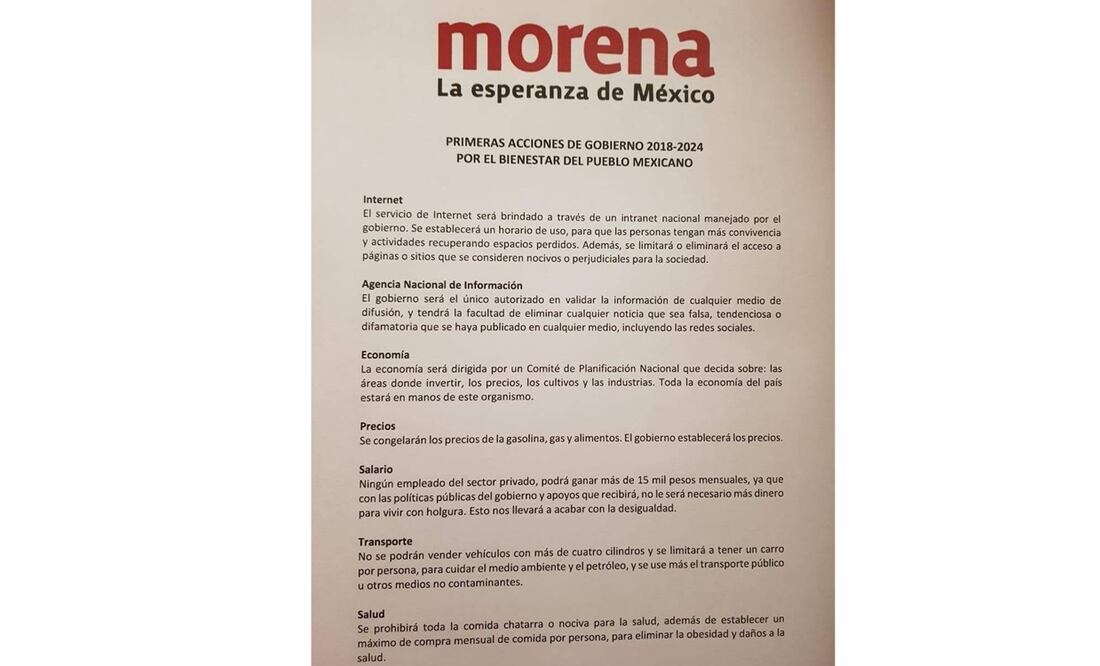 morena
La esperanza de México
PRIMERAS ACCIONES DE GOBIERNO 2018-2024
POR EL BIENESTAR DEL PUEBLO MEXICANO
Internet
El servicio de Internet será brindado a través de un intranet nacional manejado por el
gobierno. Se establecerá un horario de uso, para que las personas tengan más convivencia
y actividades recuperando espacios perdidos. Además, se limitará o eliminará el acceso a
páginas o sitios que se consideren nocivos o perjudiciales para la sociedad.
Agencia Nacional de Información
El gobierno será el único autorizado en validar la información de cualquier medio de
difusión, y tendrá la facultad de eliminar cualquier noticia que sea falsa, tendenciosa o
difamatoria que se haya publicado en cualquier medio, incluyendo las redes sociales.
Economía
La economía será dirigida por un Comité de Planificación Nacional que decida sobre: las
áreas donde invertir, los precios, los cultivos y las industrias. Toda la economía del país
estará en manos de este organismo.
Precios
Se congelarán los precios de la gasolina, gas y alimentos. El gobierno establecerá los precios.
Salario
Ningún empleado del sector privado, podrá ganar más de 15 mil pesos mensuales, ya que
con las políticas públicas del gobierno y apoyos que recibirá, no le será necesario más dinero
para vivir con holgura. Esto nos llevará a acabar con la desigualdad.
Transporte
No se podrán vender vehículos con más de cuatro cilindros y se limitará a tener un carro
por persona, para cuidar el medio ambiente y el petróleo, y se use más el transporte público
u otros medios no contaminantes.
Salud
Se prohibirá toda la comida chatarra o nociva para la salud, además de establecer un
máximo de compra mensual de comida por persona, para eliminar la obesidad y daños a la
salud.